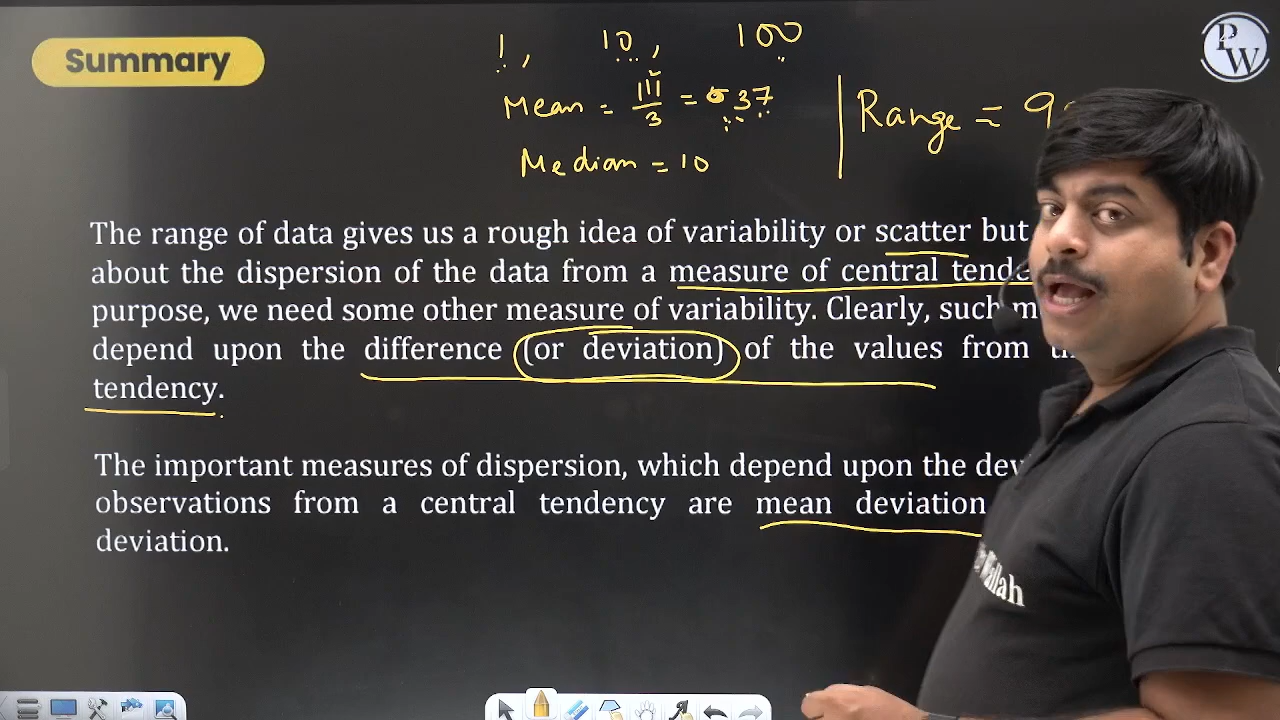 Summary
1, 10, 100
PW
Mean = 111/3 = 37
Range = 9
Median = 10
The range of data gives us a rough idea of variability or scatter but
about the dispersion of the data from a measure of central tende
purpose, we need some other measure of variability. Clearly, such m
depend upon the difference (or deviation) of the values from
tendency.
The important measures of dispersion, which depend upon the dev
observations from a central tendency are mean deviation
deviation.
allah